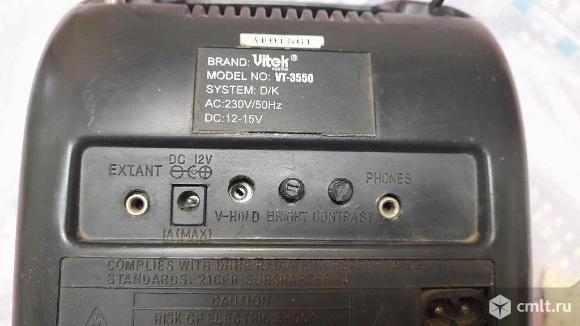 BRAND: Vitek®
AUSTRIA
MODEL NO: VT-3550
SYSTEM: D/K
AC:230V/50Hz
DC:12-15V
EXTANT
DC 12V
1A(MAX)
V-HOLD BRIGHT CONTRAST
PHONES
COMPLIES WITH DHHS RADIATION PERFORMANCE
STANDARDS. 21CFR SUBCHAPTER J
CAUTION
RISK OF ELECTRIC SHOCK
cmlt.ru